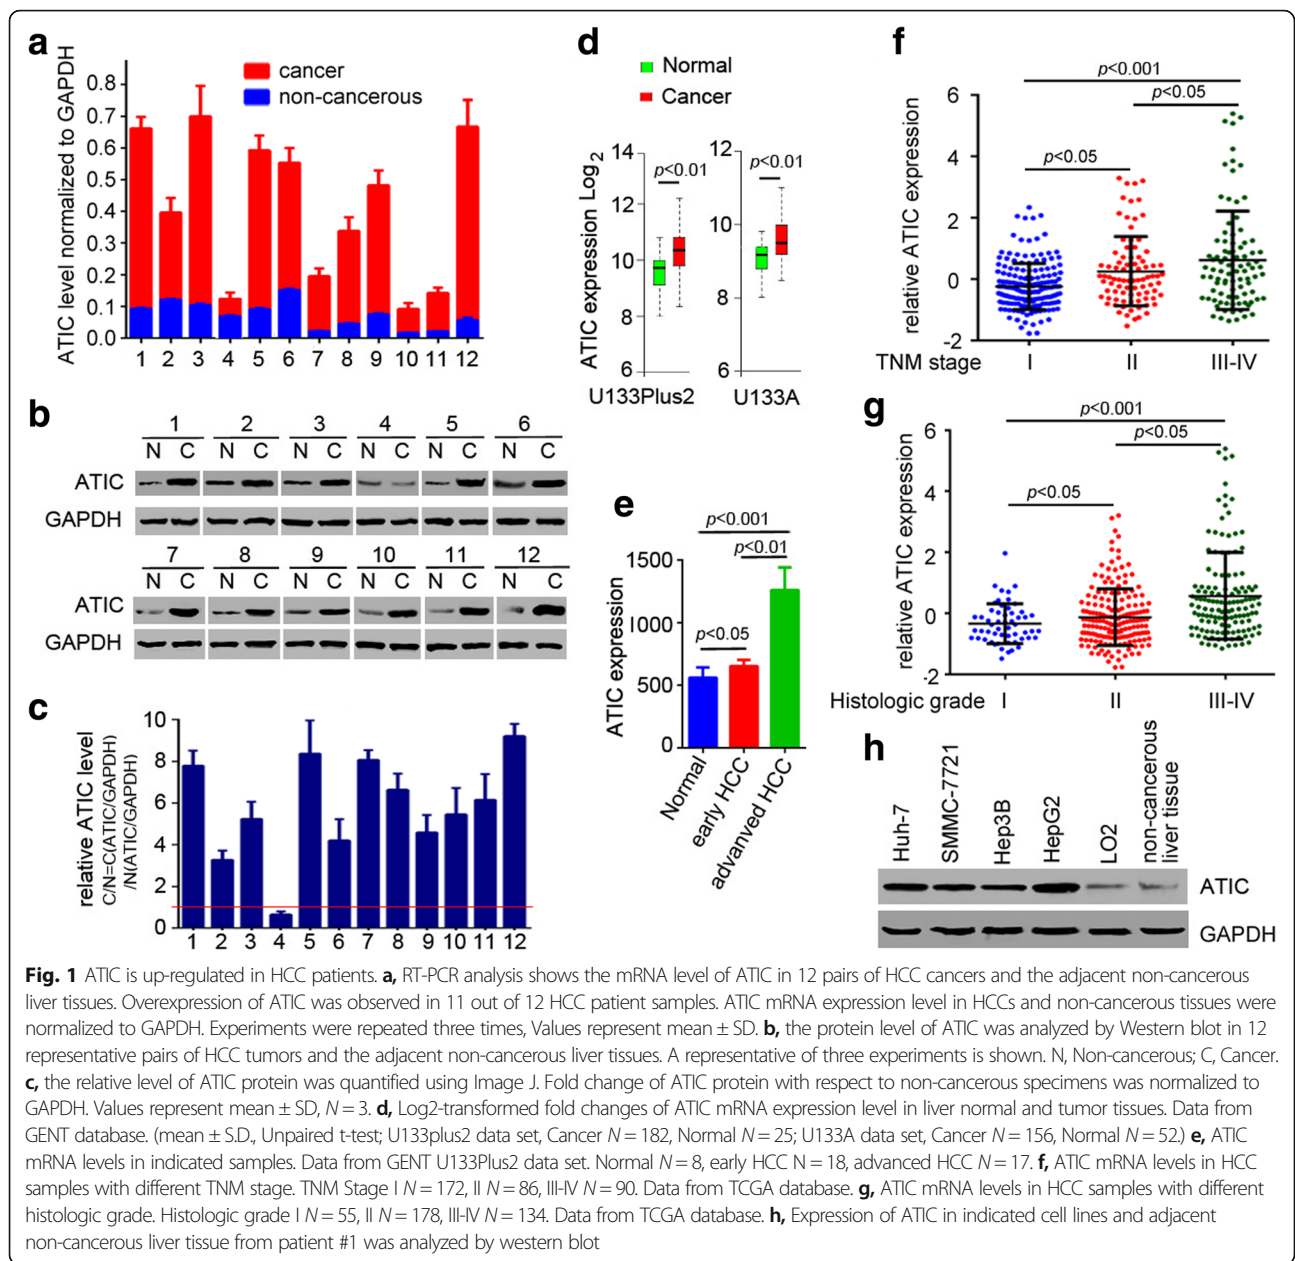 a
ATIC level normalized to GAPDH
0.8
0.7
0.6
0.5
0.4
0.3
0.2
0.1
0.0
cancer
non-cancerous
1 2 3 4 5 6 7 8 9 10 11 12
b
1 2 3 4 5 6
N C N C N C N C N C N C
ATIC
GAPDH
7 8 9 10 11 12
N C N C N C N C N C N C
ATIC
GAPDH
c
relative ATIC level
C/N=C(ATIC/GAPDH)
/N(ATIC/GAPDH)
10
8
6
4
2
0
1 2 3 4 5 6 7 8 9 10 11 12
d
Normal
Cancer
ATIC expression Log2
14
12
10
8
6
p<0.01
U133Plus2
12
10
8
6
p<0.01
U133A
e
ATIC expression
1500
1000
500
0
p<0.001
p<0.01
p<0.05
Normal
early HCC
advanved HCC
f
relative ATIC expression
6
4
2
0
-2
p<0.001
p<0.05
p<0.05
TNM stage I II III-IV
g
relative ATIC expression
6
4
2
0
-2
p<0.001
p<0.05
p<0.05
Histologic grade I II III-IV
h
Huh-7
SMMC-7721
Hep3B
HepG2
LO2
non-cancerous
liver tissue
ATIC
GAPDH
Fig. 1 ATIC is up-regulated in HCC patients. a, RT-PCR analysis shows the mRNA level of ATIC in 12 pairs of HCC cancers and the adjacent non-cancerous
liver tissues. Overexpression of ATIC was observed in 11 out of 12 HCC patient samples. ATIC mRNA expression level in HCCs and non-cancerous tissues were
normalized to GAPDH. Experiments were repeated three times, Values represent mean ± SD. b, the protein level of ATIC was analyzed by Western blot in 12
representative pairs of HCC tumors and the adjacent non-cancerous liver tissues. A representative of three experiments is shown. N, Non-cancerous; C, Cancer.
c, the relative level of ATIC protein was quantified using Image J. Fold change of ATIC protein with respect to non-cancerous specimens was normalized to
GAPDH. Values represent mean ± SD, N = 3. d, Log2-transformed fold changes of ATIC mRNA expression level in liver normal and tumor tissues. Data from
GENT database. (mean ± S.D., Unpaired t-test; U133plus2 data set, Cancer N = 182, Normal N = 25; U133A data set, Cancer N = 156, Normal N = 52.) e, ATIC
mRNA levels in indicated samples. Data from GENT U133Plus2 data set. Normal N = 8, early HCC N = 18, advanced HCC N = 17. f, ATIC mRNA levels in HCC
samples with different TNM stage. TNM Stage I N = 172, II N = 86, III-IV N = 90. Data from TCGA database. g, ATIC mRNA levels in HCC samples with different
histologic grade. Histologic grade I N = 55, II N = 178, III-IV N = 134. Data from TCGA database. h, Expression of ATIC in indicated cell lines and adjacent
non-cancerous liver tissue from patient #1 was analyzed by western blot